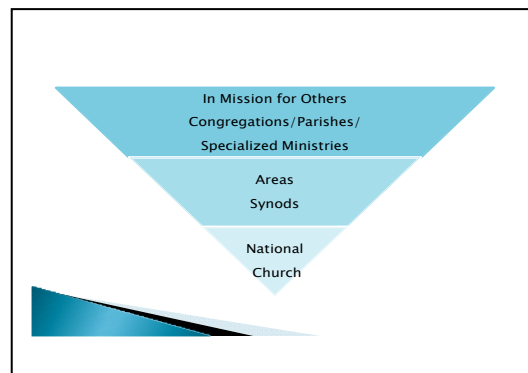 In Mission for Others
Congregations/Parishes/
Specialized Ministries
Areas
Synods
National
Church